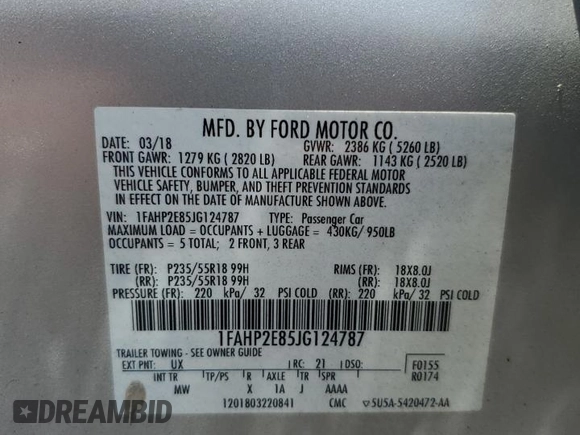 MFD. BY FORD MOTOR CO.
DATE: 03/18 GVWR: 2386 KG ( 5260 LB)
FRONT GAWR: 1279 KG ( 2820 LB) REAR GAWR: 1143 KG ( 2520 LB)
THIS VEHICLE CONFORMS TO ALL APPLICABLE FEDERAL MOTOR
VEHICLE SAFETY, BUMPER, AND THEFT PREVENTION STANDARDS
IN EFFECT ON THE DATE OF MANUFACTURE SHOWN ABOVE.
VIN: 1FAHP2E85JG124787 TYPE: Passenger Car
MAXIMUM LOAD = OCCUPANTS + LUGGAGE = 430KG/ 950LB
OCCUPANTS = 5 TOTAL; 2 FRONT, 3 REAR
TIRE (FR): P235/55R18 99H RIMS (FR): 18X8.0J
(RR): P235/55R18 99H (RR): 18X8.0J
PRESSURE (FR): 220 kPa/ 32 PSI COLD (RR): 220 kPa/ 32 PSI COLD
1FAHP2E85JG124787
TRAILER TOWING - SEE OWNER GUIDE
EXT PNT: UX RC: 21 DSO: F0155
INT TR TP/PS R AXLE TR SPR R0174
MW X 1A J AAAA
1201803220841 CMC 5U5A-5420472-AA
DREAMBID DREAMBID